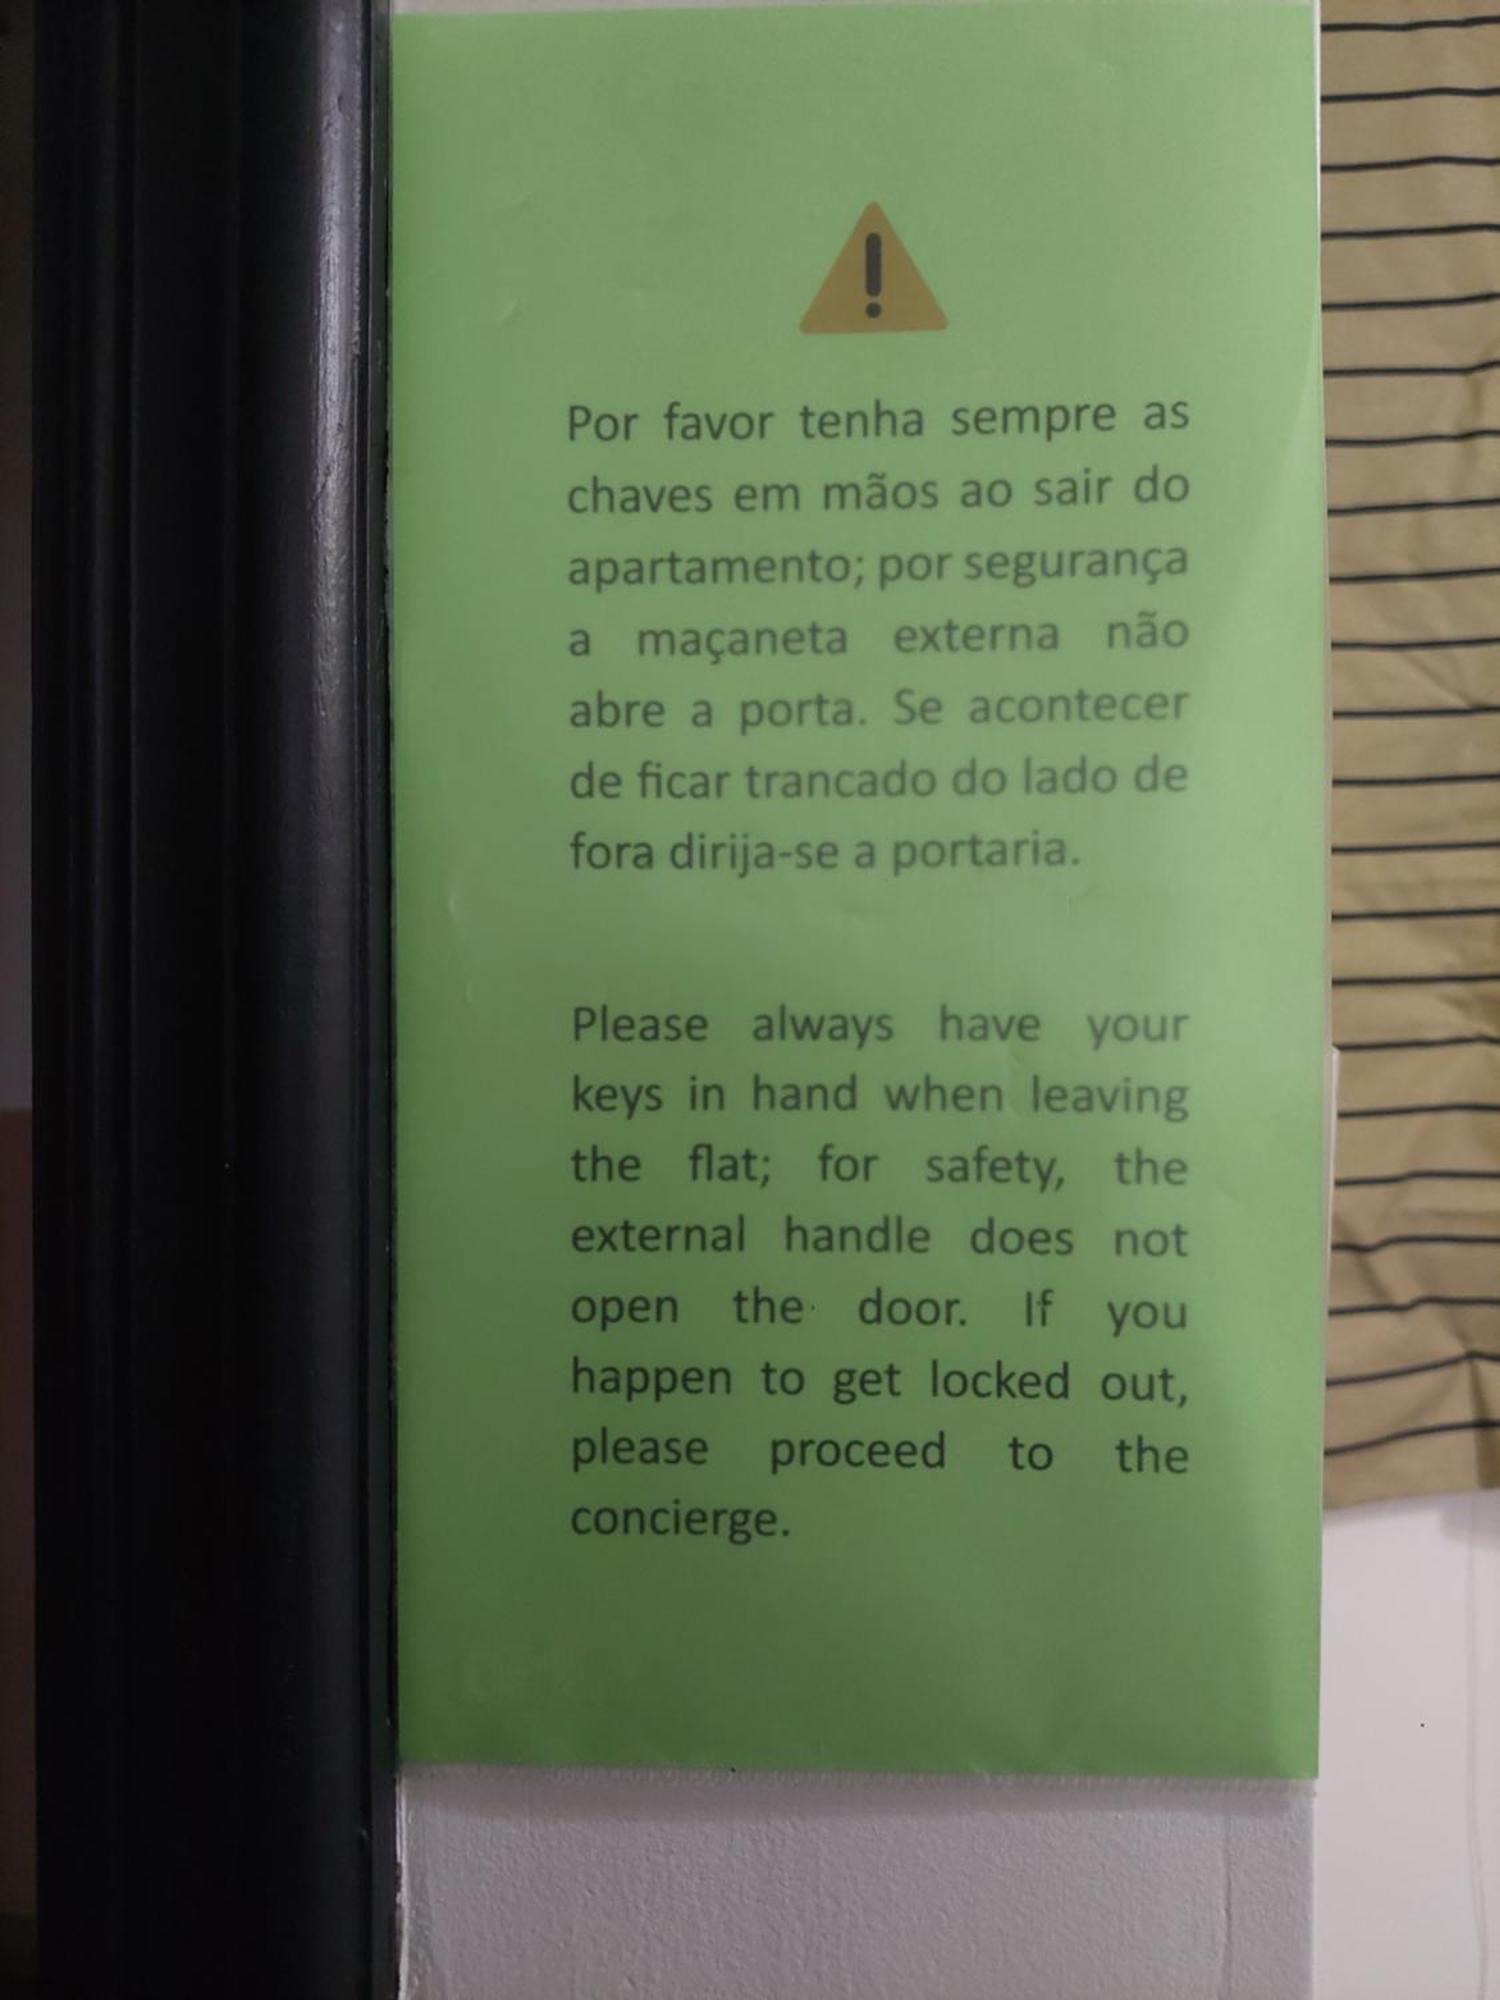 Por favor tenha sempre as
chaves em mãos ao sair do
apartamento; por segurança
a maçaneta externa não
abre a porta. Se acontecer
de ficar trancado do lado de
fora dirija-se a portaria.
Please always have your
keys in hand when leaving
the flat; for safety, the
external handle does not
open the door. If you
happen to get locked out,
please proceed to the
concierge.